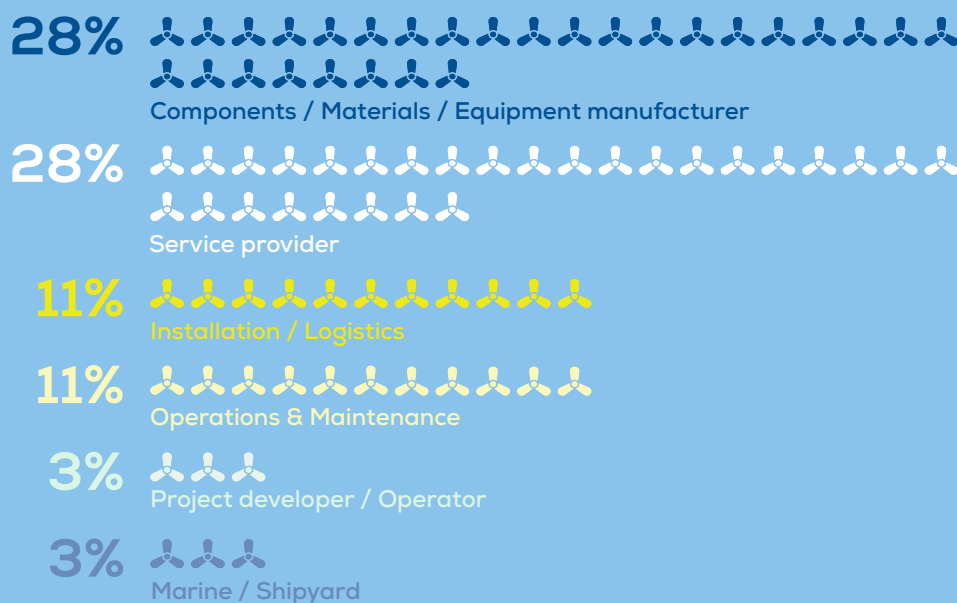 28%
Components / Materials / Equipment manufacturer
28%
Service provider
11%
Installation / Logistics
11%
Operations & Maintenance
3%
Project developer / Operator
3%
Marine / Shipyard